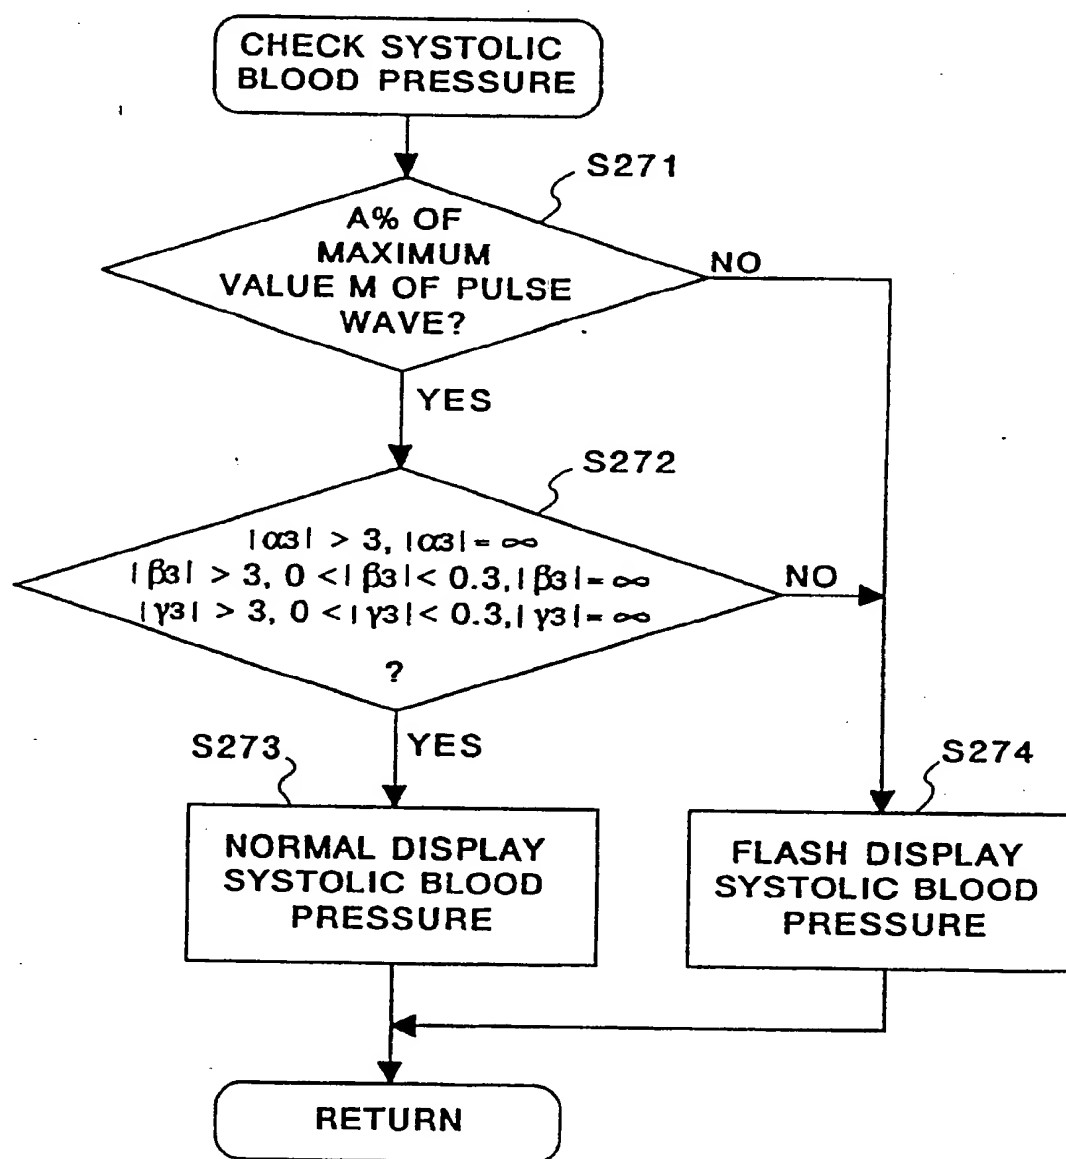 CHECK SYSTOLIC
BLOOD PRESSURE
S271
A% OF
MAXIMUM
VALUE M OF PULSE
WAVE?
NO
YES
S272
|α3| > 3, |α3| = ∞
|β3| > 3, 0 < |β3| < 0.3, |β3| = ∞
|γ3| > 3, 0 < |γ3| < 0.3, |γ3| = ∞
?
NO
YES
S273
S274
NORMAL DISPLAY
SYSTOLIC BLOOD
PRESSURE
FLASH DISPLAY
SYSTOLIC BLOOD
PRESSURE
RETURN